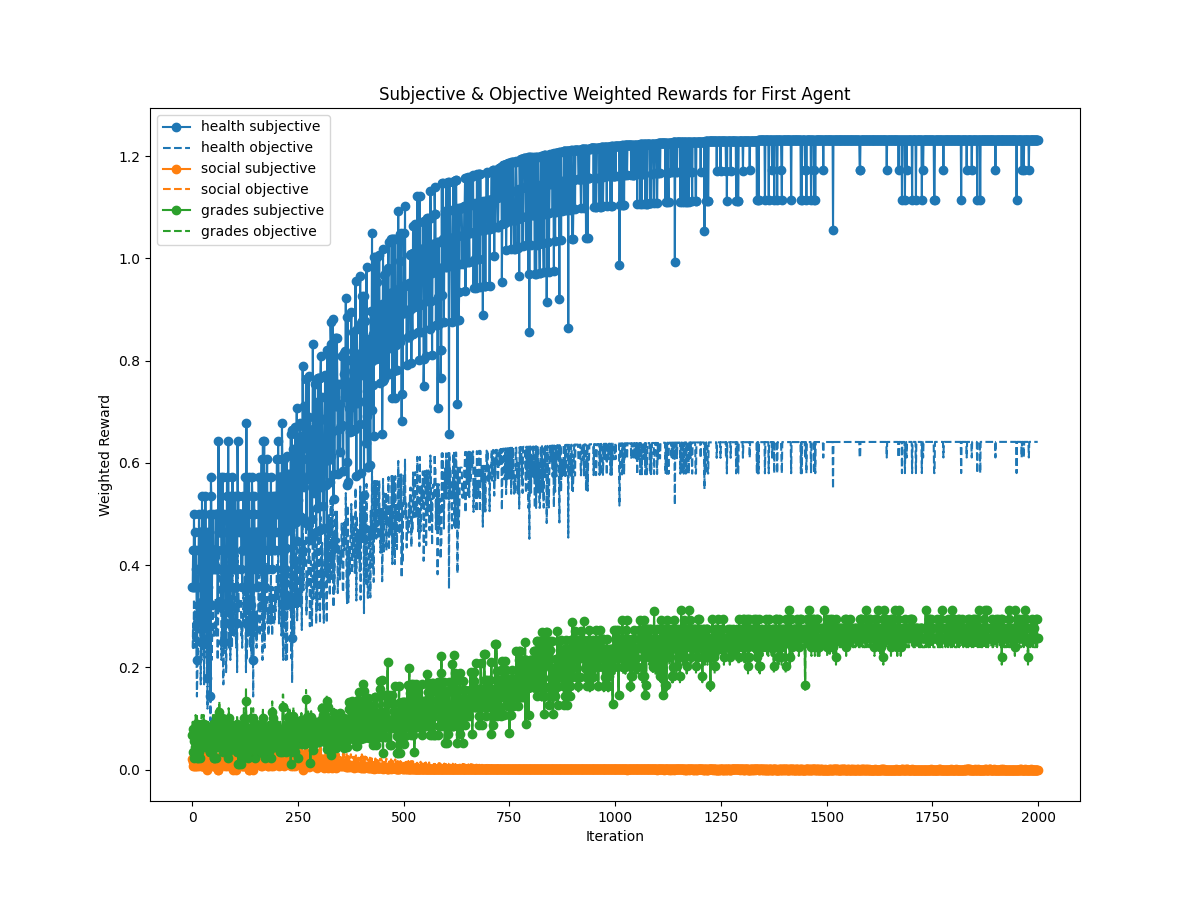 Subjective & Objective Weighted Rewards for First Agent
health subjective
health objective
social subjective
social objective
grades subjective
grades objective
Weighted Reward
1.2
1.0
0.8
0.6
0.4
0.2
0.0
0 250 500 750 1000 1250 1500 1750 2000
Iteration